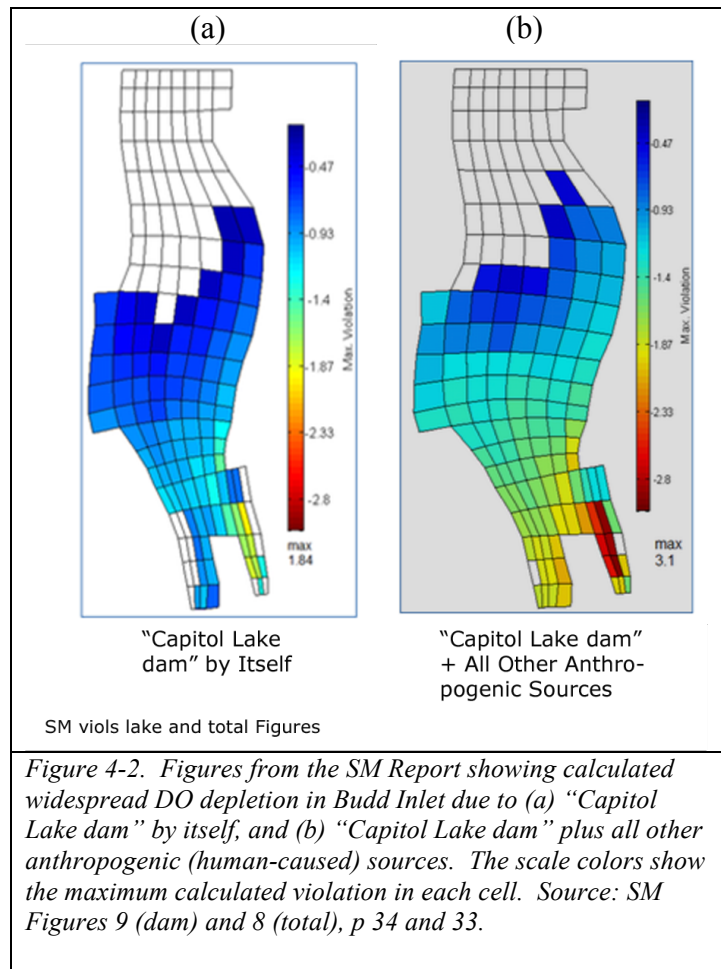 (a)
(b)
-0.47
-0.93
-1.4
-1.87
-2.33
-2.8
Max. Violation
max
1.84
-0.47
-0.93
-1.4
-1.87
-2.33
-2.8
Max. Violation
max
3.1
“Capitol Lake
dam” by Itself
“Capitol Lake dam”
+ All Other Anthro-
pogenic Sources
SM viols lake and total Figures
Figure 4-2. Figures from the SM Report showing calculated
widespread DO depletion in Budd Inlet due to (a) “Capitol
Lake dam” by itself, and (b) “Capitol Lake dam” plus all other
anthropogenic (human-caused) sources. The scale colors show
the maximum calculated violation in each cell. Source: SM
Figures 9 (dam) and 8 (total), p 34 and 33.